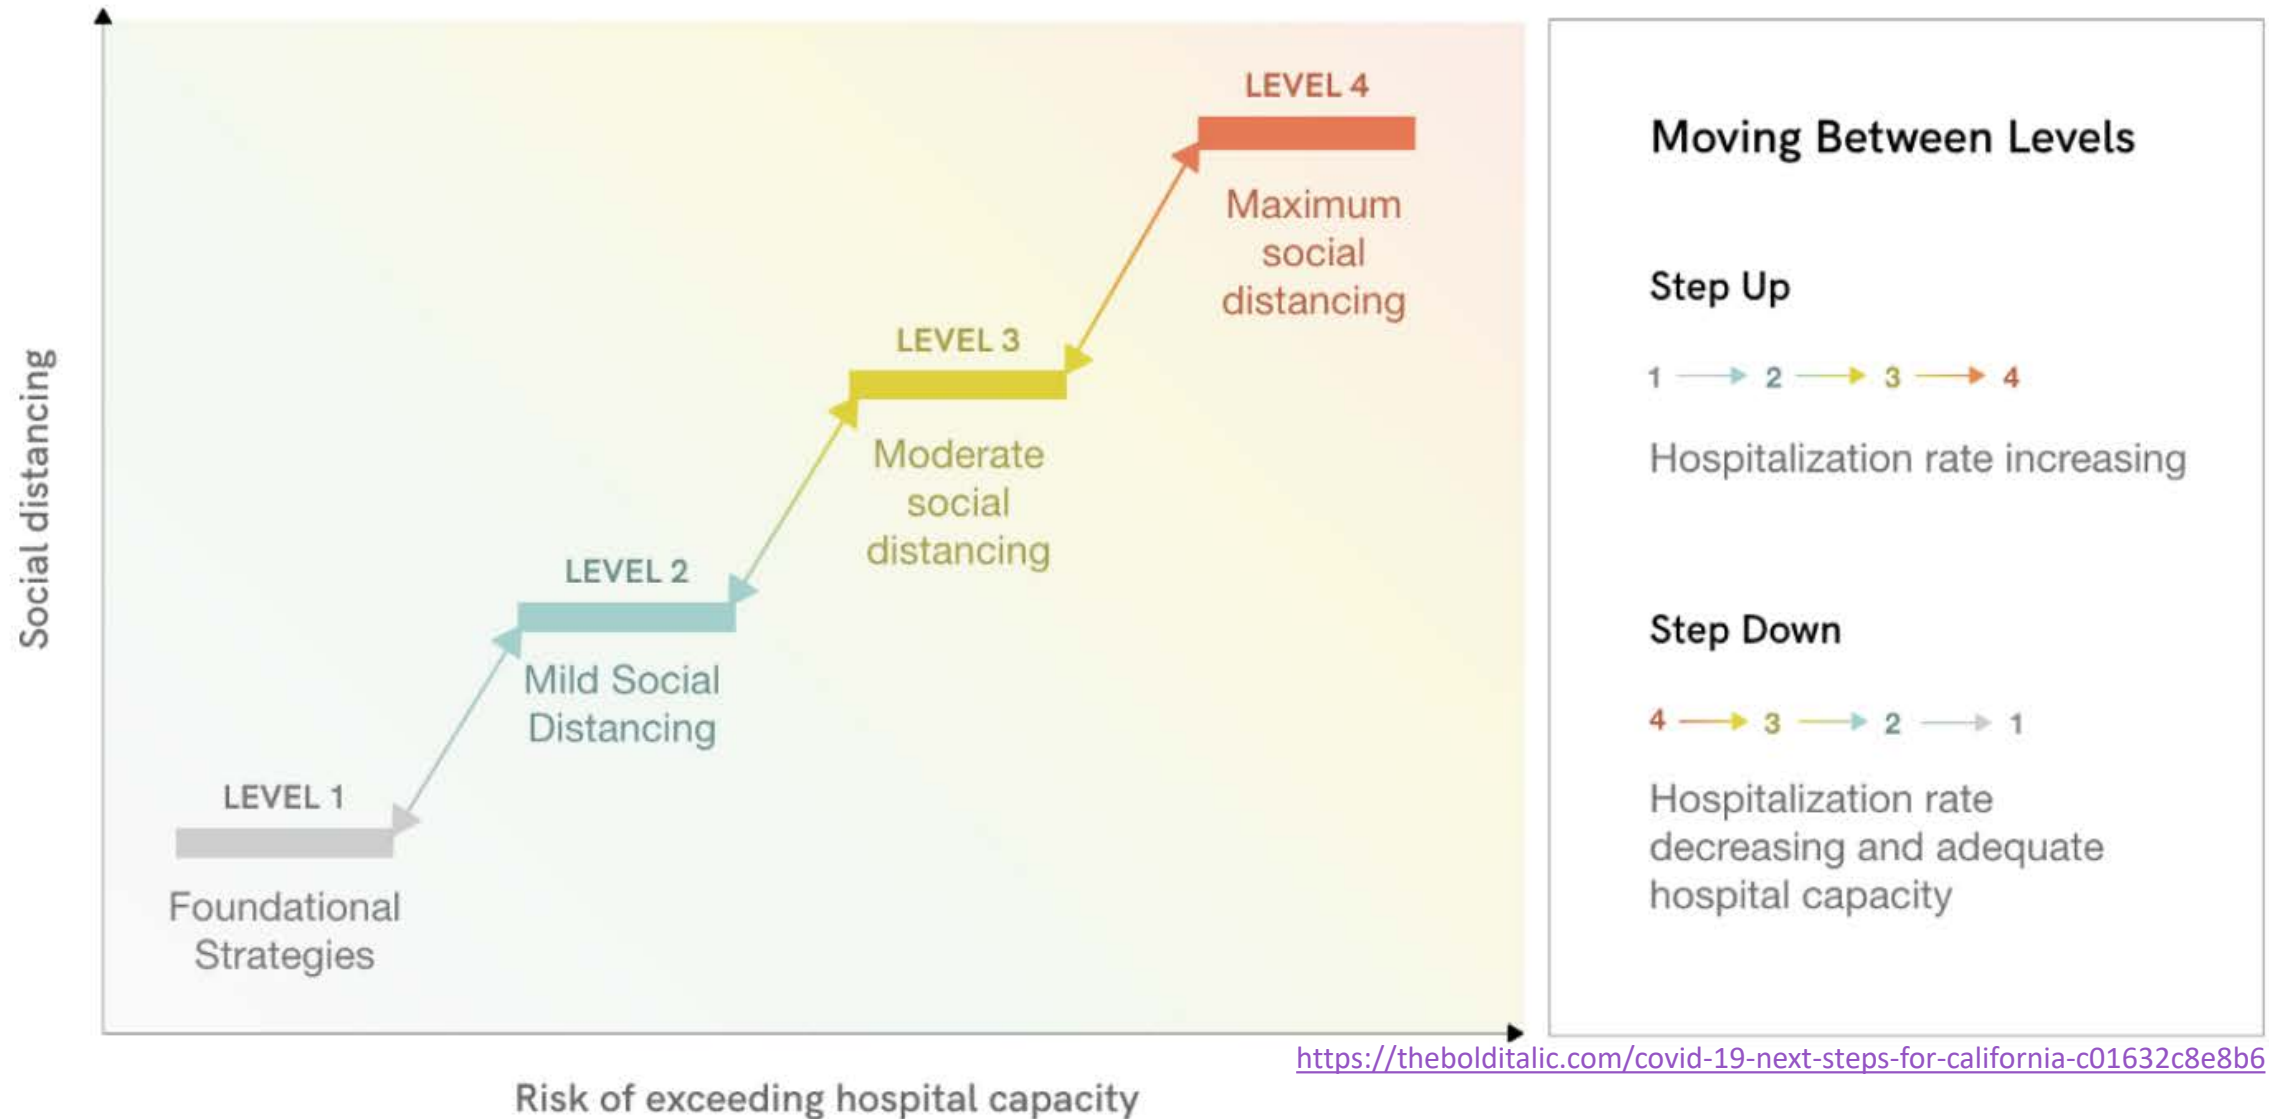 Social distancing
LEVEL 4
Maximum
social
distancing
LEVEL 3
Moderate
social
distancing
LEVEL 2
Mild Social
Distancing
LEVEL 1
Foundational
Strategies
Risk of exceeding hospital capacity
Moving Between Levels
Step Up
1 2 3 4
Hospitalization rate increasing
Step Down
4 3 2 1
Hospitalization rate
decreasing and adequate
hospital capacity
https://thebolditalic.com/covid-19-next-steps-for-california-c01632c8e8b6